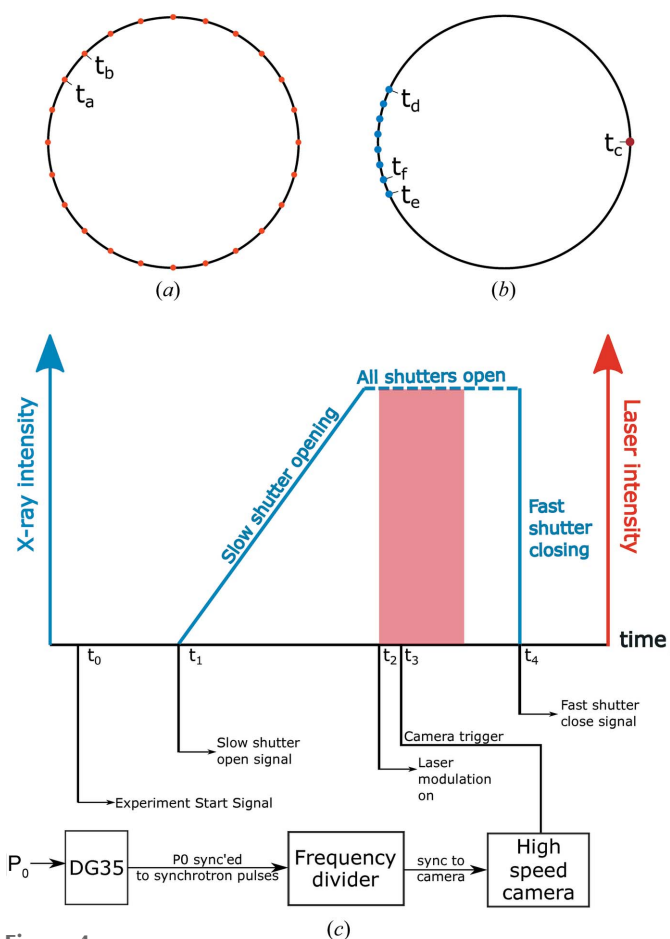 t_b
t_a
t_d
t_c
t_f
t_e
(a)
(b)
All shutters open
X-ray intensity
Slow shutter opening
Fast
shutter
closing
Laser intensity
time
t_0
t_1
t_2
t_3
t_4
Fast shutter
close signal
Camera trigger
Slow shutter
open signal
Laser
modulation
on
Experiment Start Signal
P_0
DG35
P0 sync'ed
to synchrotron pulses
Frequency
divider
sync to
camera
High
speed
camera
(c)